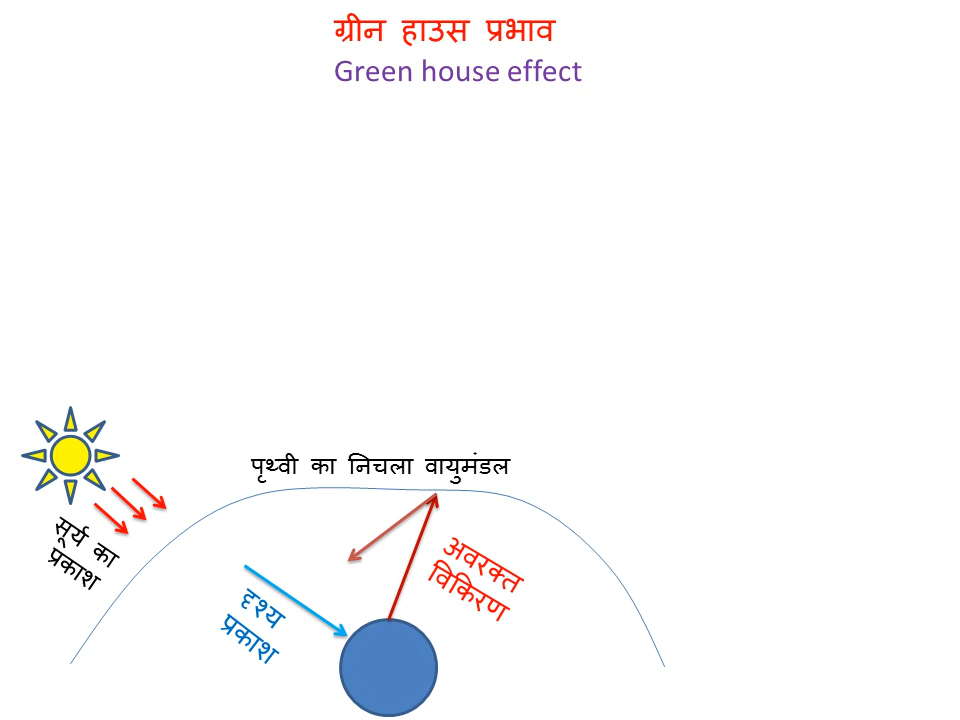 ग्रीन हाउस प्रभाव
Green house effect
पृथ्वी का निचला वायुमंडल
सूर्य का
प्रकाश
दृश्य
प्रकाश
अवरक्त
विकिरण